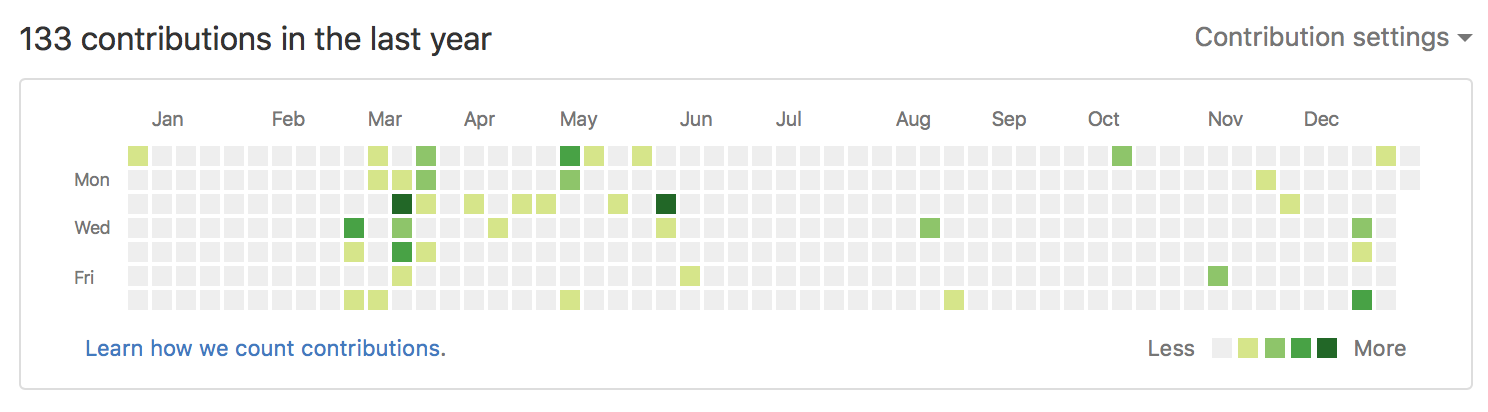 133 contributions in the last year
Contribution settings
Jan Feb Mar Apr May Jun Jul Aug Sep Oct Nov Dec
Mon
Wed
Fri
Learn how we count contributions.
Less More